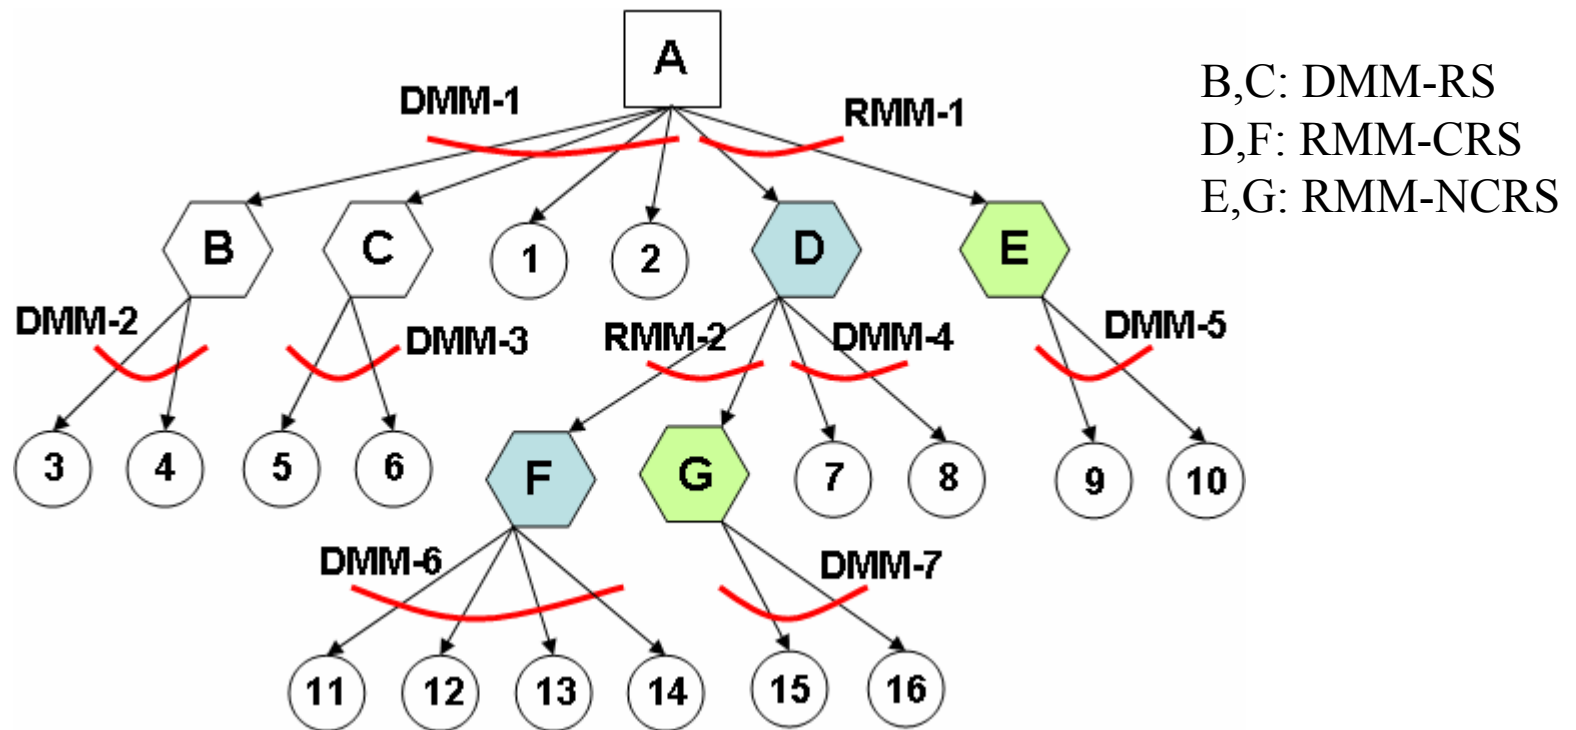 A
DMM-1
RMM-1
B,C: DMM-RS
D,F: RMM-CRS
E,G: RMM-NCRS
B
C
1
2
D
E
DMM-2
DMM-3
RMM-2
DMM-4
DMM-5
3
4
5
6
F
G
7
8
9
10
DMM-6
DMM-7
11
12
13
14
15
16